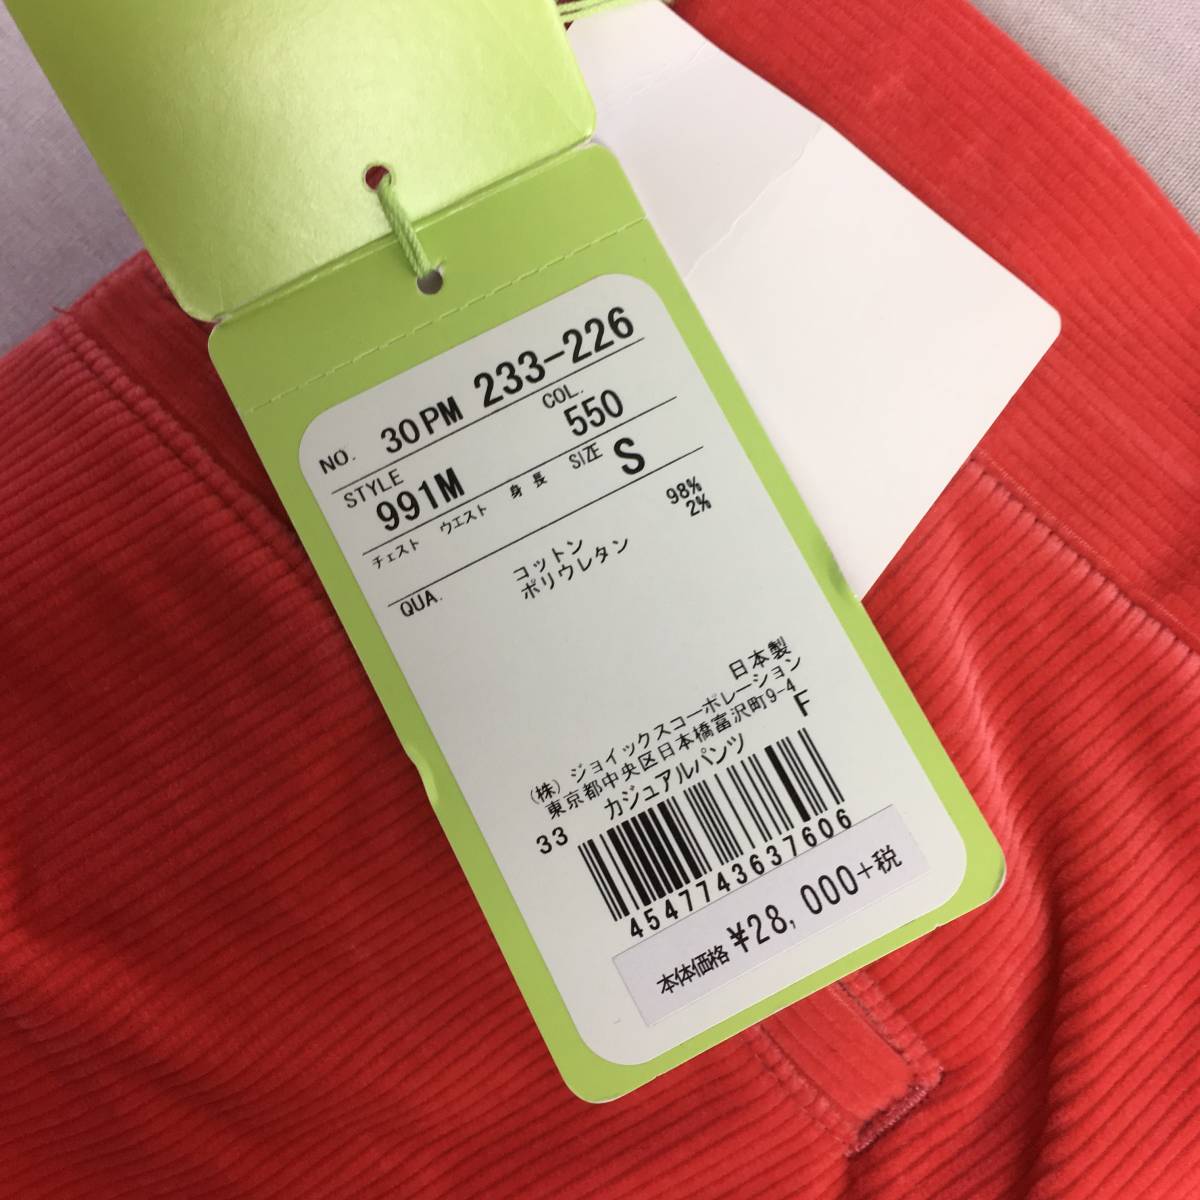 NO. 30PM 233-226
STYLE COL.
991M 550
チェスト ウエスト 身長 SIZE S
QUA. コットン 98%
ポリウレタン 2%
日本製
(株) ジョイックスコーポレーション
東京都中央区日本橋富沢町9-4
カジュアルパンツ F
33
4547743637606
本体価格 ¥28,000+税